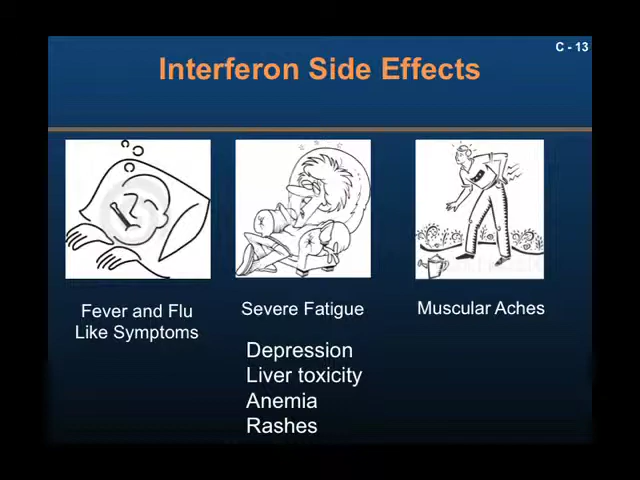 C - 13
Interferon Side Effects
Fever and Flu
Like Symptoms
Severe Fatigue
Muscular Aches
Depression
Liver toxicity
Anemia
Rashes